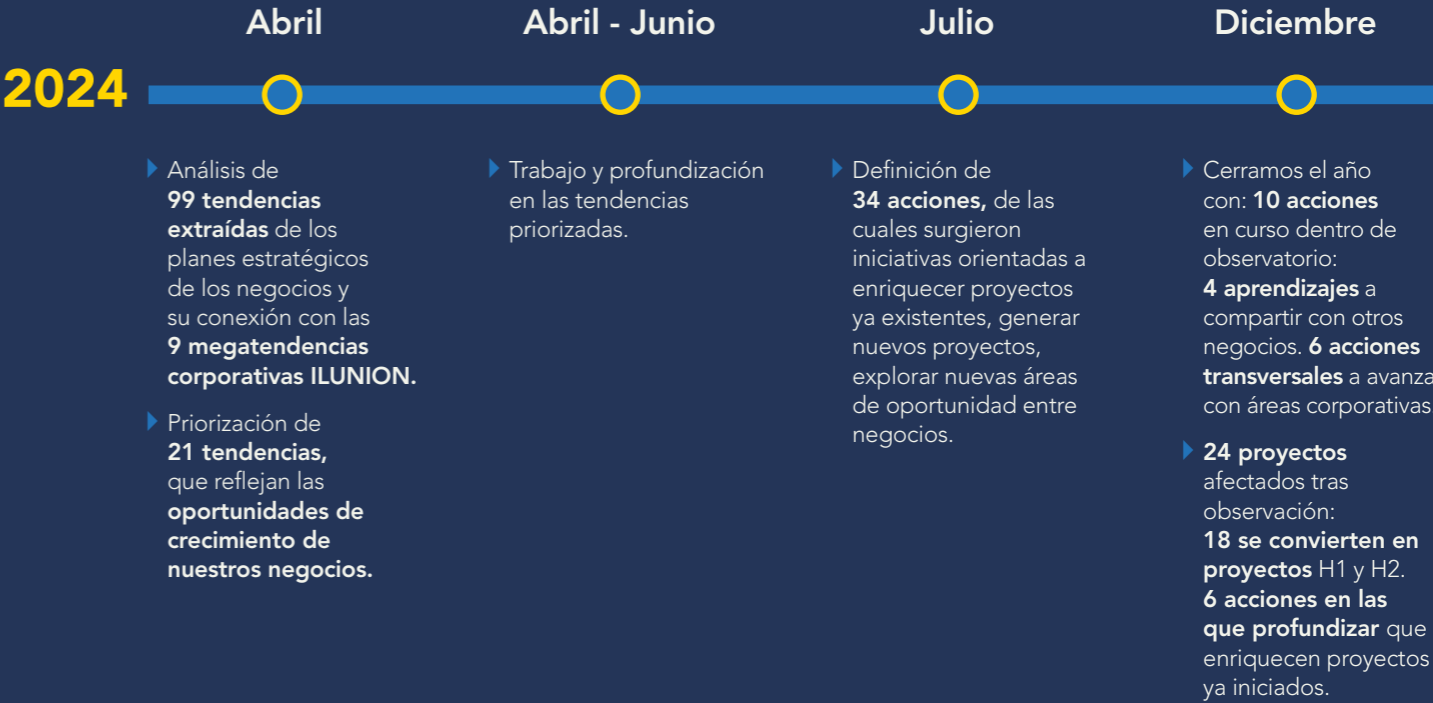 Abril
Abril - Junio
Julio
Diciembre
2024
Análisis de
99 tendencias
extraídas de los
planes estratégicos
de los negocios y
su conexión con las
9 megatendencias
corporativas ILUNION.
Priorización de
21 tendencias,
que reflejan las
oportunidades de
crecimiento de
nuestros negocios.
Trabajo y profundización
en las tendencias
priorizadas.
Definición de
34 acciones, de las
cuales surgieron
iniciativas orientadas a
enriquecer proyectos
ya existentes, generar
nuevos proyectos,
explorar nuevas áreas
de oportunidad entre
negocios.
Cerramos el año
con: 10 acciones
en curso dentro de
observatorio:
4 aprendizajes a
compartir con otros
negocios. 6 acciones
transversales a avanza
con áreas corporativas
24 proyectos
afectados tras
observación:
18 se convierten en
proyectos H1 y H2.
6 acciones en las
que profundizar que
enriquecen proyectos
ya iniciados.